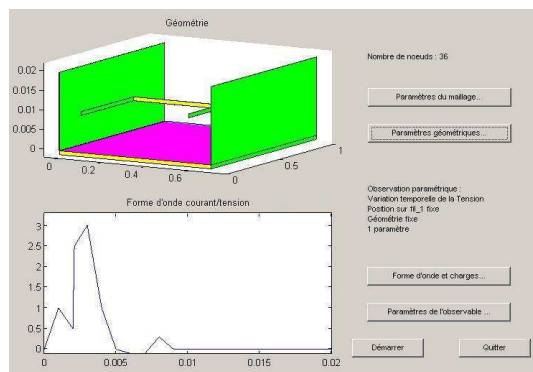 Géométrie
0.02
0.015
0.01
0.005
0
0
0.2
0.4
0.6
0
0.5
1
Forme d'onde courant/tension
3
2.5
2
1.5
1
0.5
0
0
0.005
0.01
0.015
0.02
Nombre de noeuds : 36
Paramètres du maillage...
Paramètres géométriques...
Observation paramétrique :
Variation temporelle de la Tension
Position sur fil_1 fixe
Géométrie fixe
1 paramètre
Forme d'onde et charges...
Paramètres de l'observable ...
Démarrer
Quitter